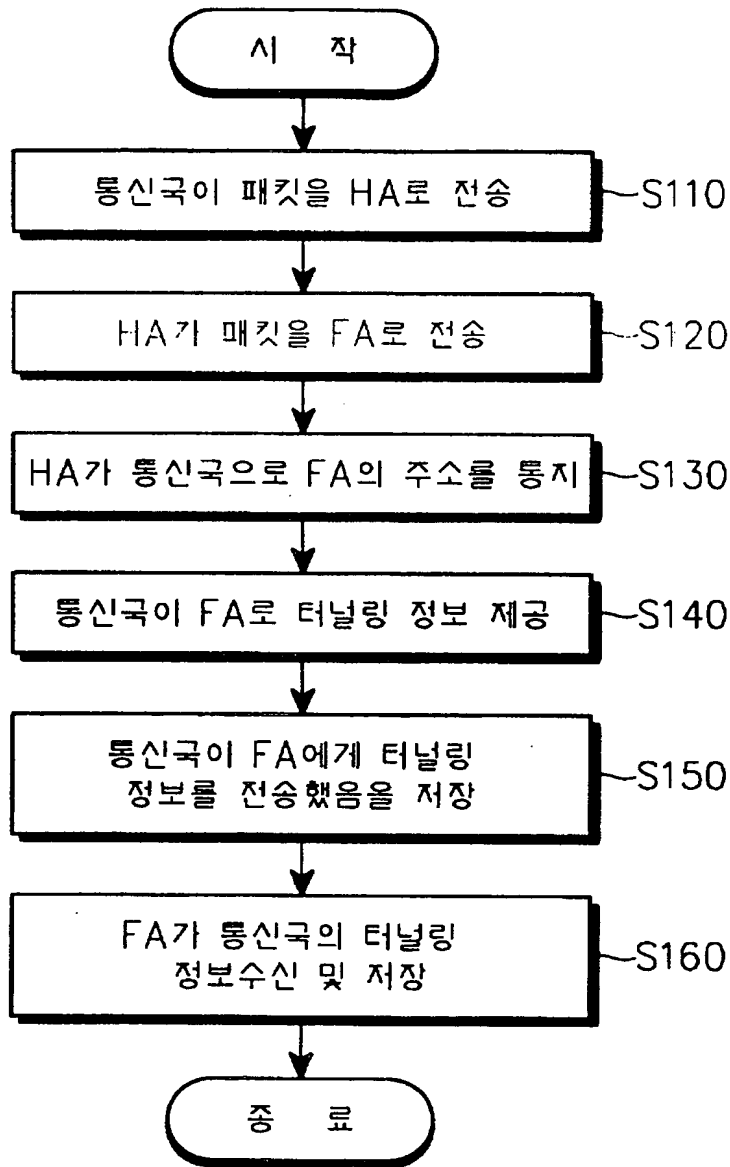 시 작
통신국이 패킷을 HA로 전송
S110
HA가 패킷을 FA로 전송
S120
HA가 통신국으로 FA의 주소를 통지
S130
통신국이 FA로 터널링 정보 제공
S140
통신국이 FA에게 터널링
정보를 전송했음을 저장
S150
FA가 통신국의 터널링
정보수신 및 저장
S160
종 료